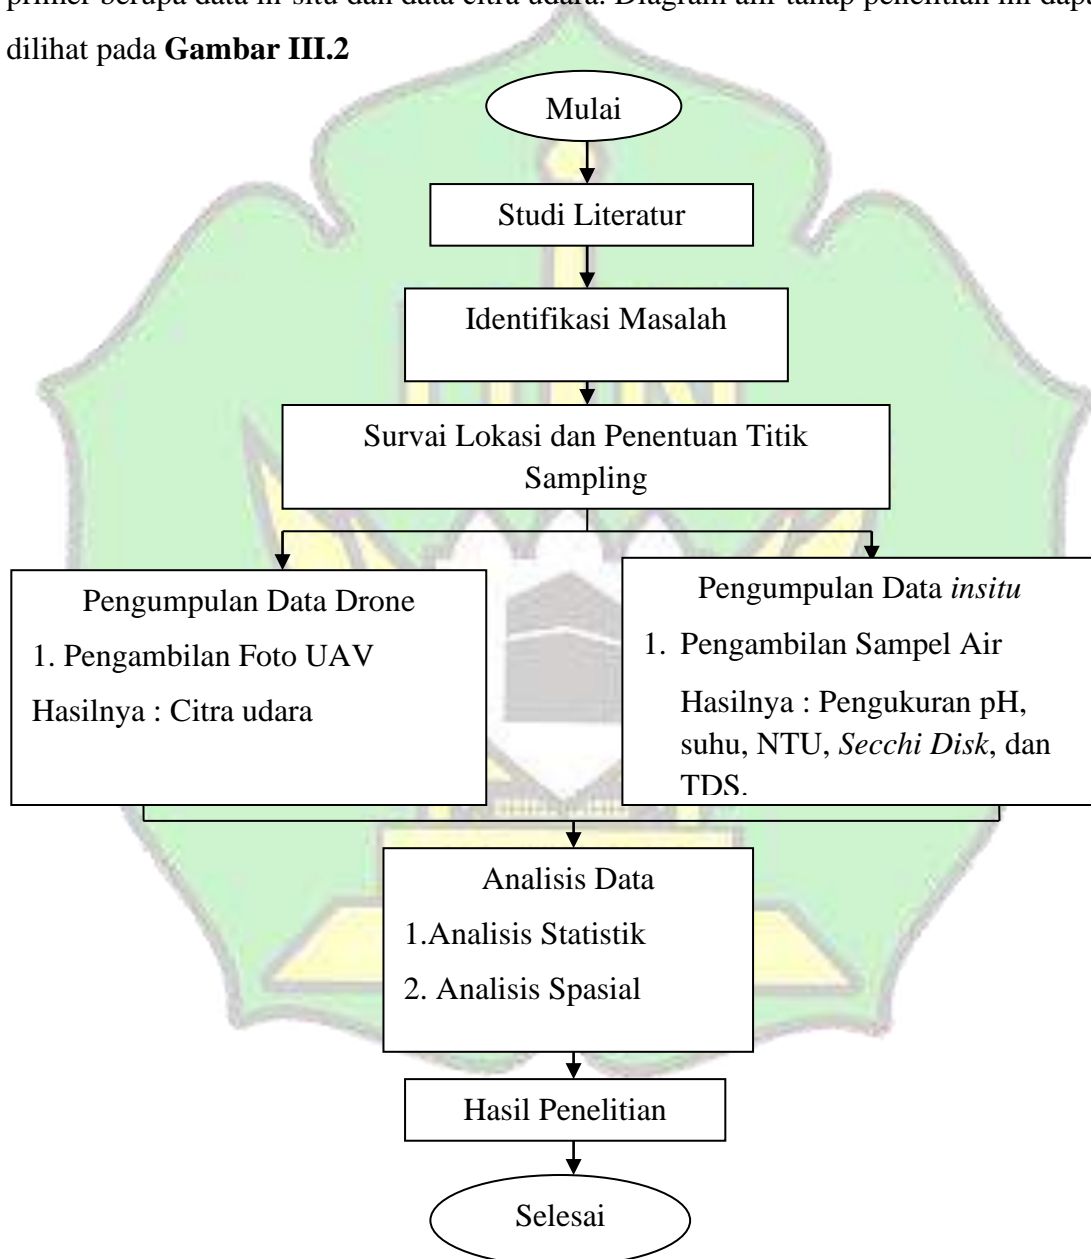 primer berupa data in-situ dan data citra udara. Diagram alir tahap penelitian ini dapa
dilihat pada Gambar III.2
Mulai
Studi Literatur
Identifikasi Masalah
Survai Lokasi dan Penentuan Titik
Sampling
Pengumpulan Data Drone
1. Pengambilan Foto UAV
Hasilnya : Citra udara
Pengumpulan Data insitu
1. Pengambilan Sampel Air
Hasilnya : Pengukuran pH,
suhu, NTU, Secchi Disk, dan
TDS.
Analisis Data
1.Analisis Statistik
2. Analisis Spasial
Hasil Penelitian
Selesai